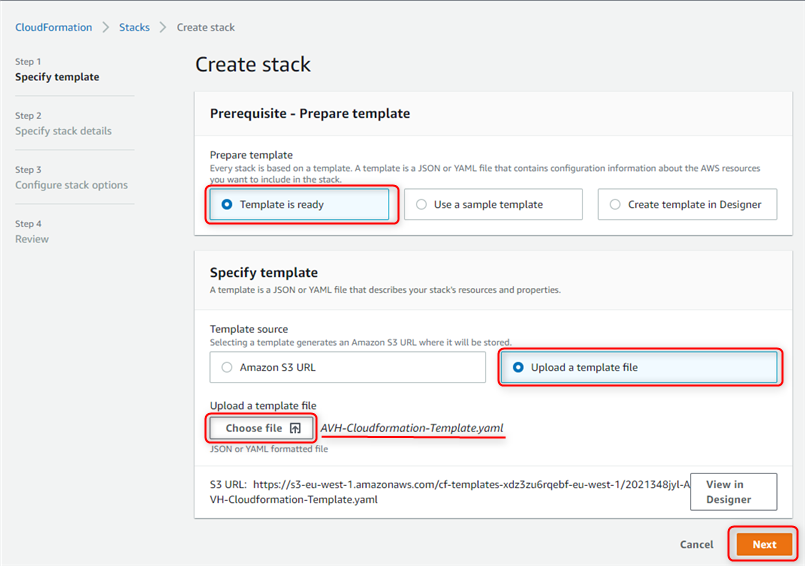 CloudFormation > Stacks > Create stack
Step 1
Specify template
Step 2
Specify stack details
Step 3
Configure stack options
Step 4
Review
Create stack
Prerequisite - Prepare template
Prepare template
Every stack is based on a template. A template is a JSON or YAML file that contains configuration information about the AWS resources
you want to include in the stack.
Template is ready
Use a sample template
Create template in Designer
Specify template
A template is a JSON or YAML file that describes your stack's resources and properties.
Template source
Selecting a template generates an Amazon S3 URL where it will be stored.
Amazon S3 URL
Upload a template file
Upload a template file
Choose file
AVH-Cloudformation-Template.yaml
JSON or YAML formatted file
S3 URL: https://s3-eu-west-1.amazonaws.com/cf-templates-xdz3zu6rqebf-eu-west-1/2021348jyl-A
VH-Cloudformation-Template.yaml
View in
Designer
Cancel
Next